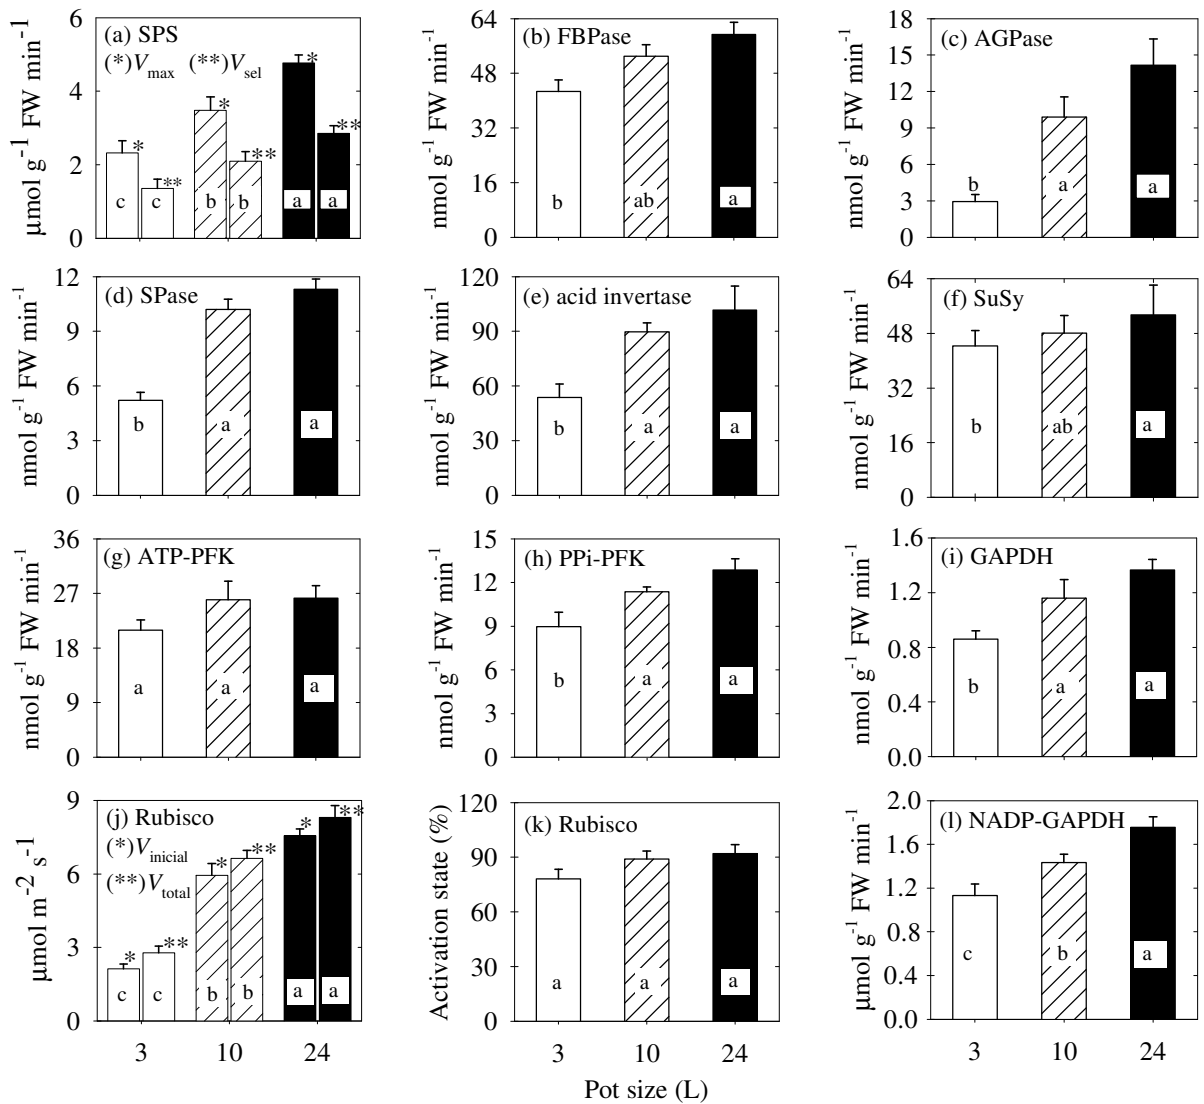 (a) SPS
(*)Vmax (**)Vsel
μmol g-1 FW min-1
6
4
2
0
* ** * ** * **
c c b b a a
(b) FBPase
nmol g-1 FW min-1
64
48
32
16
0
b ab a
(c) AGPase
nmol g-1 FW min-1
18
15
12
9
6
3
0
b a a
(d) SPase
nmol g-1 FW min-1
12
9
6
3
0
b a a
(e) acid invertase
nmol g-1 FW min-1
120
90
60
30
0
b a a
(f) SuSy
nmol g-1 FW min-1
64
48
32
16
0
b ab a
(g) ATP-PFK
nmol g-1 FW min-1
36
27
18
9
0
a a a
(h) PPi-PFK
nmol g-1 FW min-1
15
12
9
6
3
0
b a a
(i) GAPDH
nmol g-1 FW min-1
1.6
1.2
0.8
0.4
0.0
b a a
(j) Rubisco
(*)Vinicial
(**)Vtotal
μmol m-2 s-1
9
6
3
0
* ** * ** * **
c c b b a a
3 10 24
(k) Rubisco
Activation state (%)
120
90
60
30
0
a a a
3 10 24
(l) NADP-GAPDH
μmol g-1 FW min-1
2.0
1.6
1.2
0.8
0.4
0.0
c b a
3 10 24
Pot size (L)